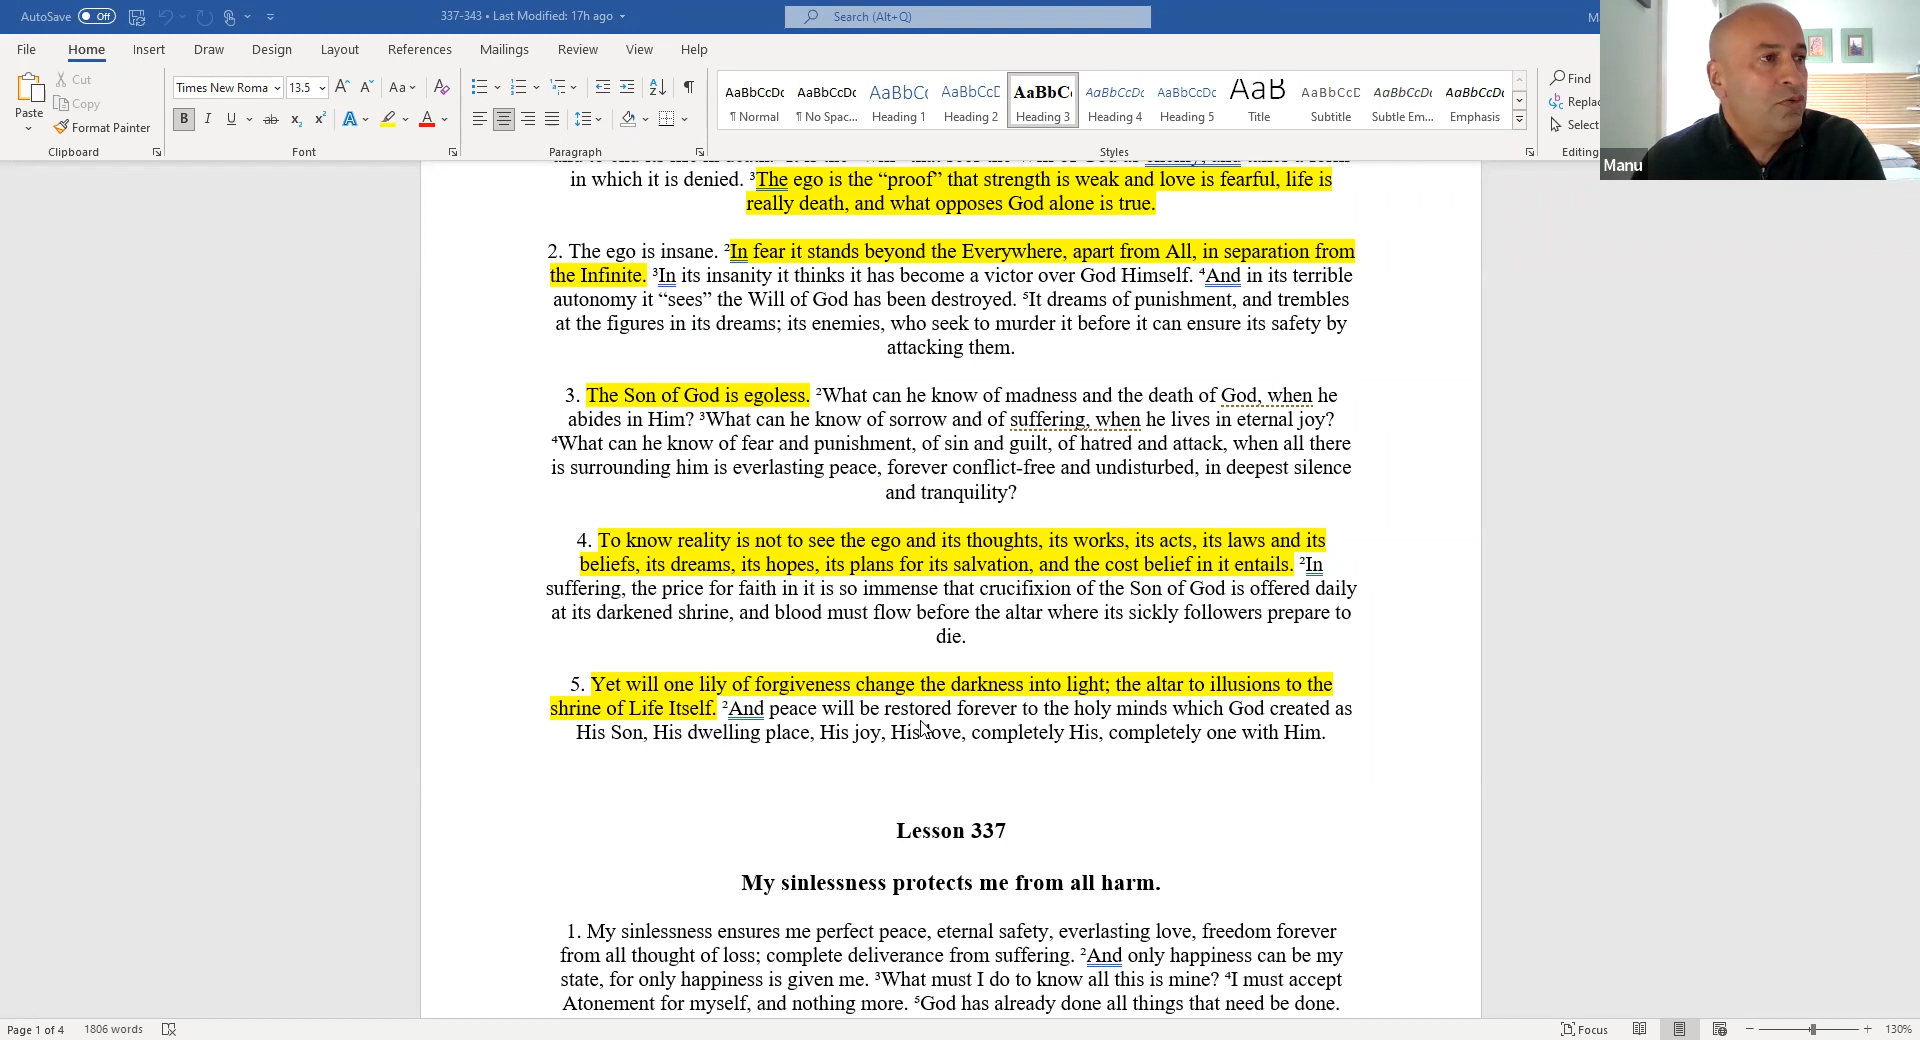 AutoSave Off 337-343 • Last Modified: 17h ago Search (Alt+Q)
File Home Insert Draw Design Layout References Mailings Review View Help
Paste Cut Copy Format Painter
Times New Roma 13.5 Aa
AaBbCcDc AaBbCcDc AaBbC AaBbCcD AaBbC AaBbCcDc AaBbCcDc AaB AaBbCcD AaBbCcDc AaBbCcDc
¶ Normal ¶ No Spac... Heading 1 Heading 2 Heading 3 Heading 4 Heading 5 Title Subtitle Subtle Em... Emphasis
Find
Replac
Select
Clipboard Font Paragraph Styles Editing
Manu
in which it is denied. ³The ego is the “proof” that strength is weak and love is fearful, life is
really death, and what opposes God alone is true.
2. The ego is insane. ²In fear it stands beyond the Everywhere, apart from All, in separation from
the Infinite. ³In its insanity it thinks it has become a victor over God Himself. ⁴And in its terrible
autonomy it “sees” the Will of God has been destroyed. ⁵It dreams of punishment, and trembles
at the figures in its dreams; its enemies, who seek to murder it before it can ensure its safety by
attacking them.
3. The Son of God is egoless. ²What can he know of madness and the death of God, when he
abides in Him? ³What can he know of sorrow and of suffering, when he lives in eternal joy?
⁴What can he know of fear and punishment, of sin and guilt, of hatred and attack, when all there
is surrounding him is everlasting peace, forever conflict-free and undisturbed, in deepest silence
and tranquility?
4. To know reality is not to see the ego and its thoughts, its works, its acts, its laws and its
beliefs, its dreams, its hopes, its plans for its salvation, and the cost belief in it entails. ²In
suffering, the price for faith in it is so immense that crucifixion of the Son of God is offered daily
at its darkened shrine, and blood must flow before the altar where its sickly followers prepare to
die.
5. Yet will one lily of forgiveness change the darkness into light; the altar to illusions to the
shrine of Life Itself. ²And peace will be restored forever to the holy minds which God created as
His Son, His dwelling place, His joy, His love, completely His, completely one with Him.
Lesson 337
My sinlessness protects me from all harm.
1. My sinlessness ensures me perfect peace, eternal safety, everlasting love, freedom forever
from all thought of loss; complete deliverance from suffering. ²And only happiness can be my
state, for only happiness is given me. ³What must I do to know all this is mine? ⁴I must accept
Atonement for myself, and nothing more. ⁵God has already done all things that need be done.
Page 1 of 4 1806 words Focus 130%